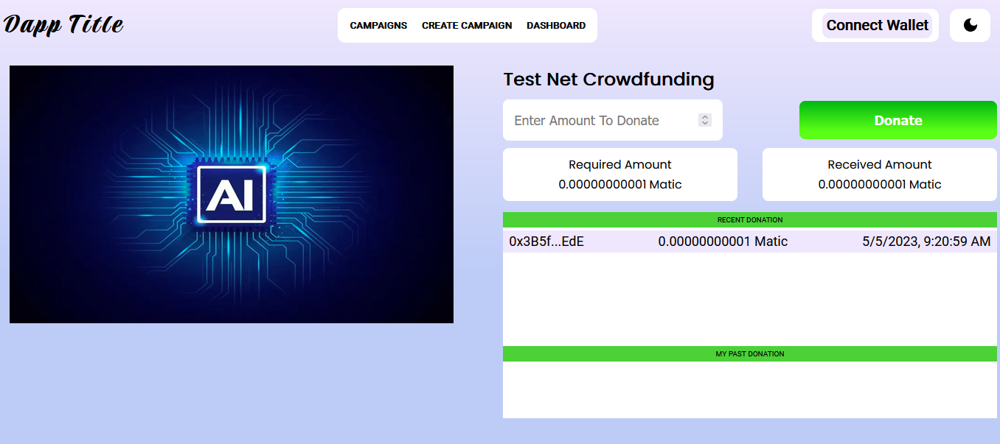 Dapp Title
CAMPAIGNS CREATE CAMPAIGN DASHBOARD
Connect Wallet
AI
Test Net Crowdfunding
Enter Amount To Donate
Donate
Required Amount
0.00000000001 Matic
Received Amount
0.00000000001 Matic
RECENT DONATION
0x3B5f...EdE 0.00000000001 Matic 5/5/2023, 9:20:59 AM
MY PAST DONATION